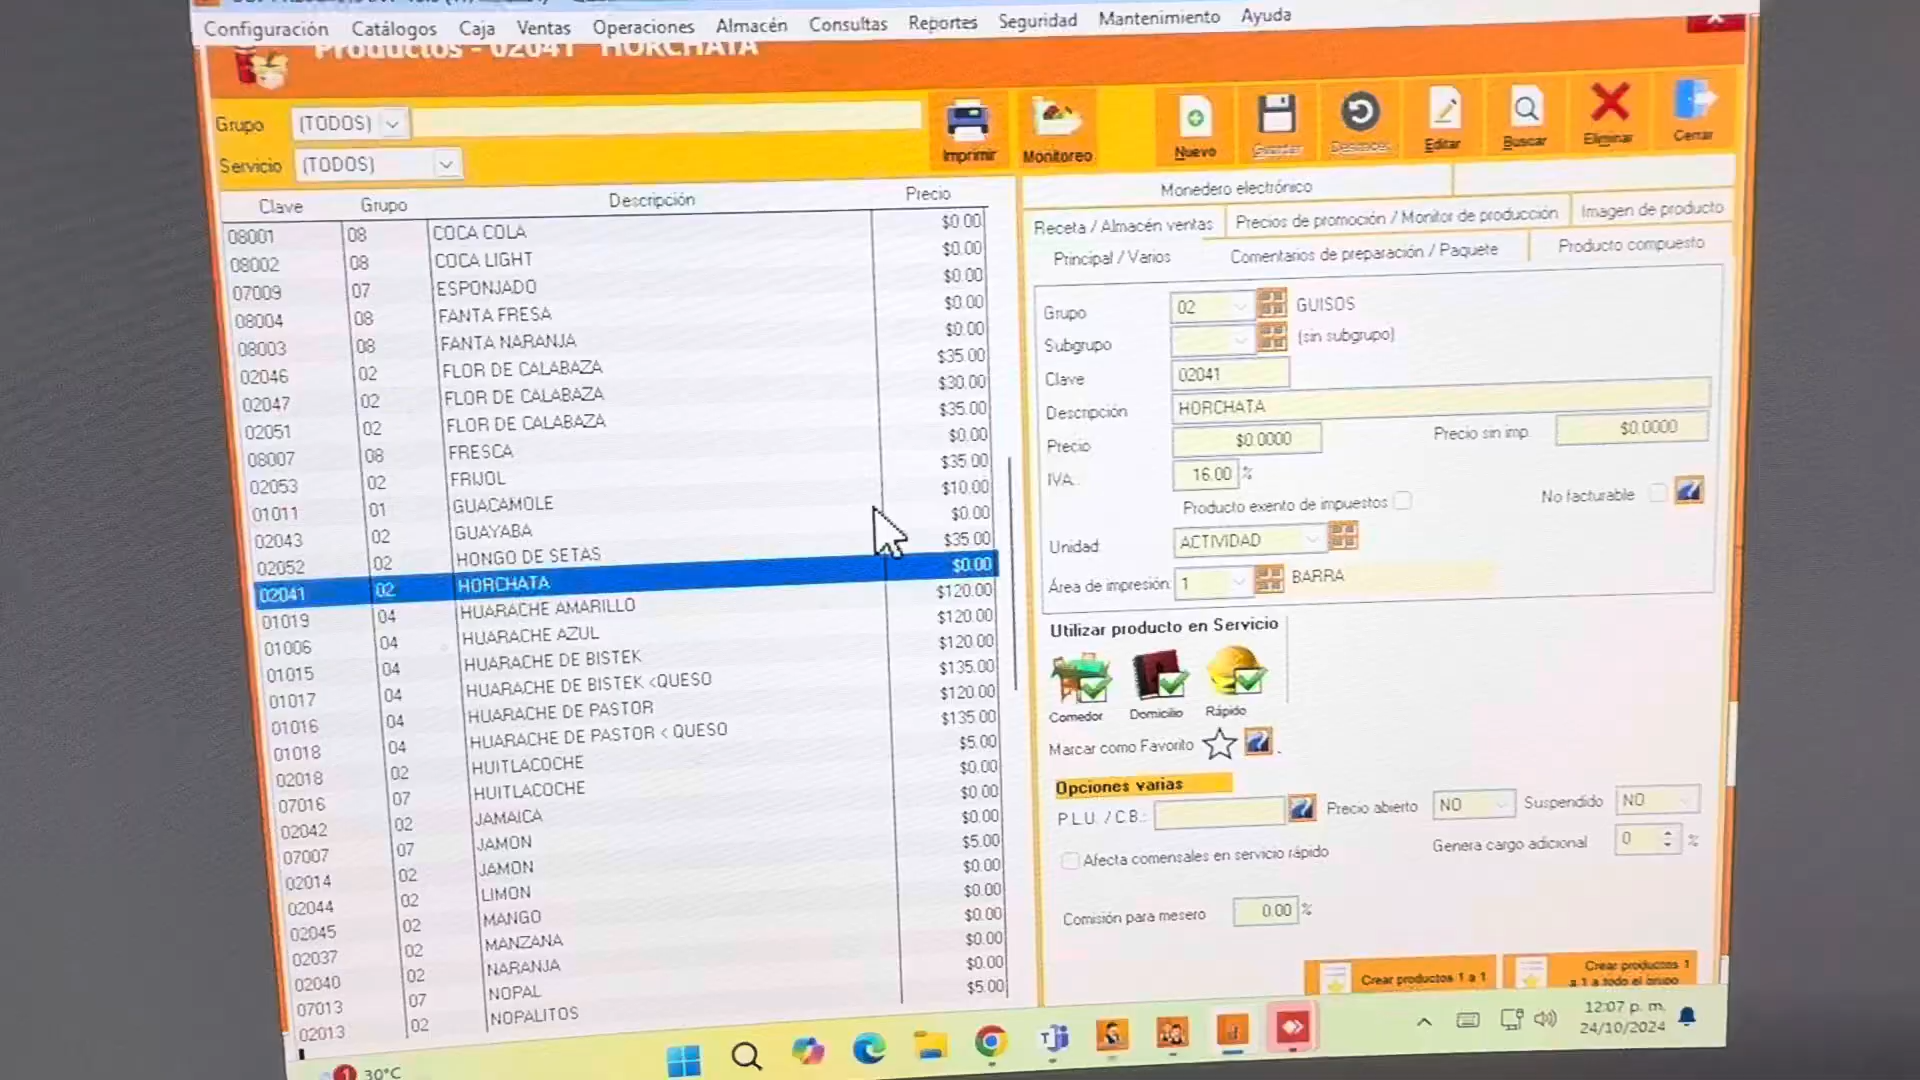 Configuración Catálogos Caja Ventas Operaciones Almacén Consultas Reportes Seguridad Mantenimiento Ayuda
Productos - 02041 HORCHATA
Grupo (TODOS)
Servicio (TODOS)
Imprimir Monitoreo Nuevo Guardar Deshacer Editar Buscar Eliminar Cerrar
Clave Grupo Descripción Precio
08001 08 COCA COLA $0.00
08002 08 COCA LIGHT $0.00
07009 07 ESPONJADO $0.00
08004 08 FANTA FRESA $0.00
08003 08 FANTA NARANJA $0.00
02046 02 FLOR DE CALABAZA $35.00
02047 02 FLOR DE CALABAZA $30.00
02051 02 FLOR DE CALABAZA $35.00
08007 08 FRESCA $0.00
02053 02 FRIJOL $35.00
01011 01 GUACAMOLE $10.00
02043 02 GUAYABA $0.00
02052 02 HONGO DE SETAS $35.00
02041 02 HORCHATA $0.00
01019 04 HUARACHE AMARILLO $120.00
01006 04 HUARACHE AZUL $120.00
01015 04 HUARACHE DE BISTEK $120.00
01017 04 HUARACHE DE BISTEK <QUESO $135.00
01016 04 HUARACHE DE PASTOR $120.00
01018 04 HUARACHE DE PASTOR < QUESO $135.00
02018 02 HUITLACOCHE $5.00
07016 07 HUITLACOCHE $0.00
02042 02 JAMAICA $0.00
07007 07 JAMON $0.00
02014 02 JAMON $5.00
02044 02 LIMON $0.00
02045 02 MANGO $0.00
02037 02 MANZANA $0.00
02040 02 NARANJA $0.00
07013 07 NOPAL $0.00
02013 02 NOPALITOS $5.00
Monedero electrónico
Receta / Almacén ventas Precios de promoción / Monitor de producción Imagen de producto
Principal / Varios Comentarios de preparación / Paquete Producto compuesto
Grupo 02 GUISOS
Subgrupo (sin subgrupo)
Clave 02041
Descripción HORCHATA
Precio $0.0000 Precio sin imp. $0.0000
IVA.. 16.00 %
Producto exento de impuestos No facturable
Unidad: ACTIVIDAD
Área de impresión: 1 BARRA
Utilizar producto en Servicio
Comedor Domicilio Rápido
Marcar como Favorito
Opciones varias
P.L.U. / C.B.: Precio abierto NO Suspendido NO
Afecta comensales en servicio rápido Genera cargo adicional 0 %
Comisión para mesero 0.00 %
Crear productos 1 a 1 Crear productos 1 a 1 a todo el grupo
1 30°C
12:07 p. m.
24/10/2024